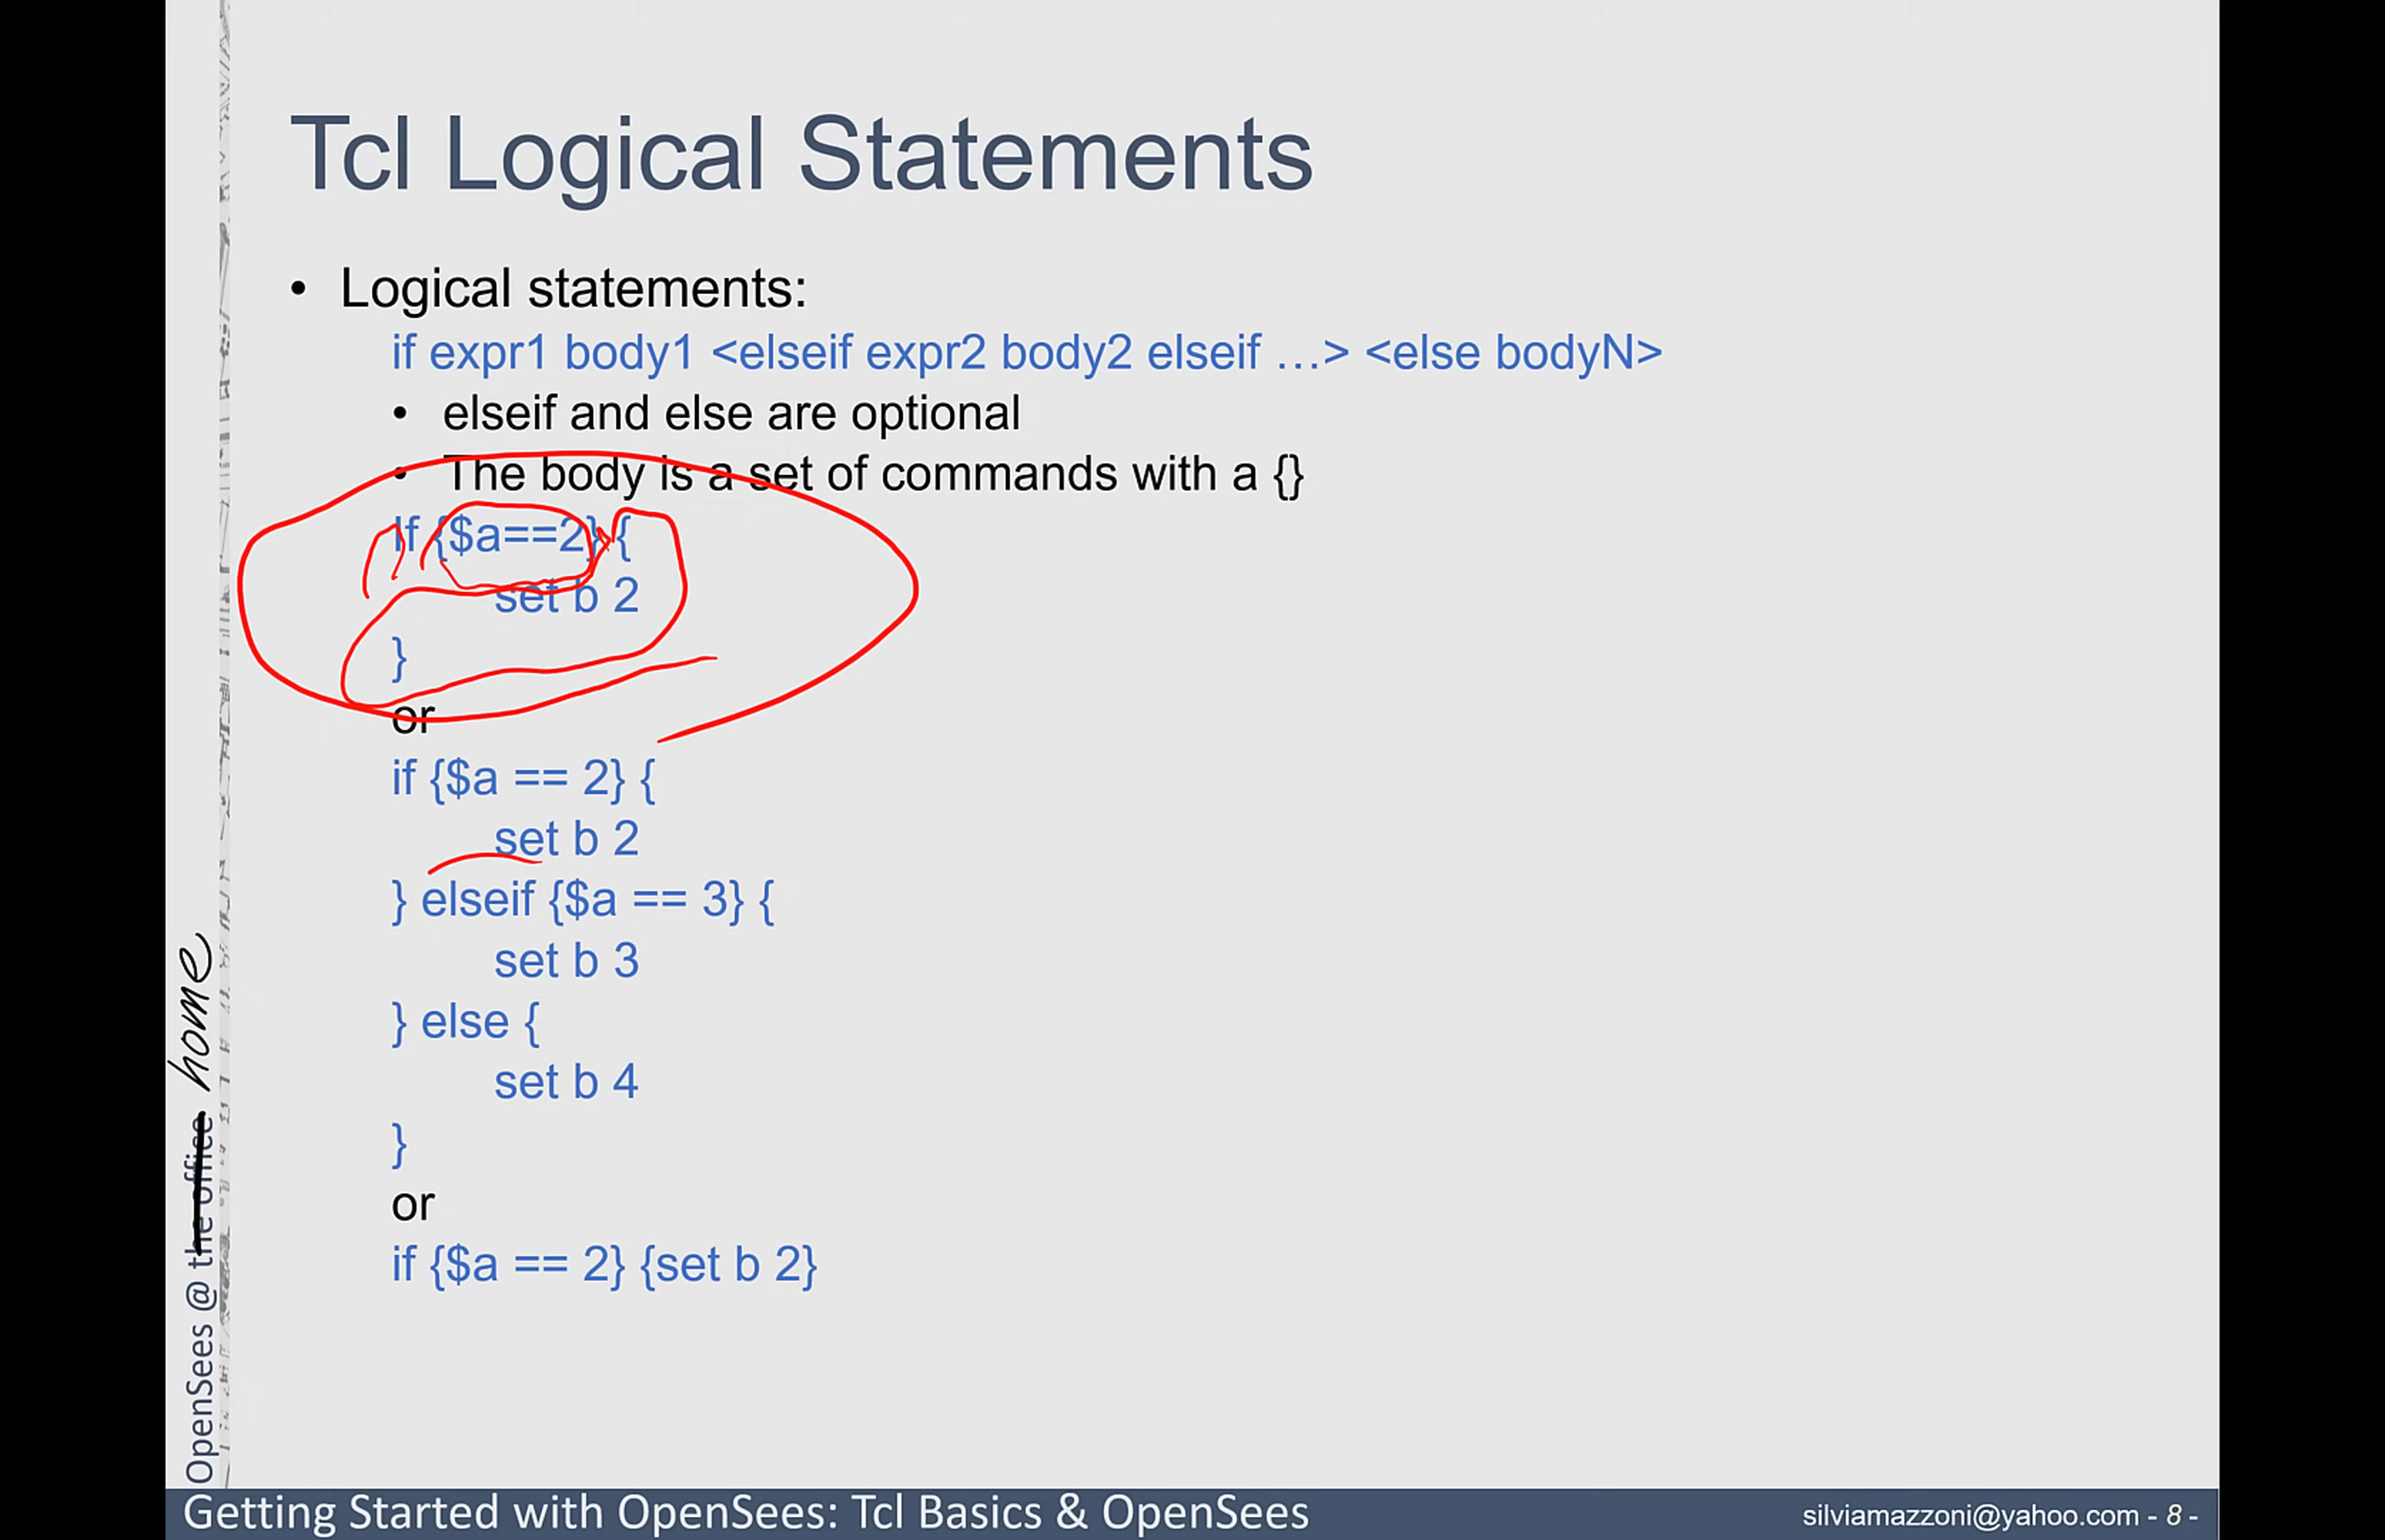 Tcl Logical Statements
• Logical statements:
if expr1 body1 <elseif expr2 body2 elseif …> <else bodyN>
• elseif and else are optional
• The body is a set of commands with a {}
If {$a==2} {
set b 2
}
or
if {$a == 2} {
set b 2
} elseif {$a == 3} {
set b 3
} else {
set b 4
}
or
if {$a == 2} {set b 2}
OpenSees @ the office home
Getting Started with OpenSees: Tcl Basics & OpenSees
silviamazzoni@yahoo.com - 8 -